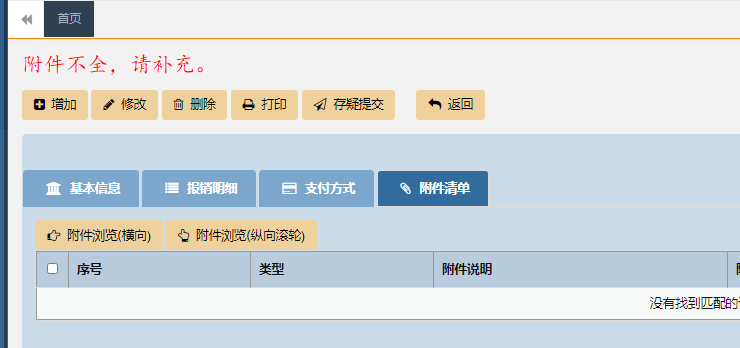 首页
附件不全，请补充。
增加 修改 删除 打印 存疑提交 返回
基本信息 报销明细 支付方式 附件清单
附件浏览(横向) 附件浏览(纵向滚轮)
序号 类型 附件说明
没有找到匹配的